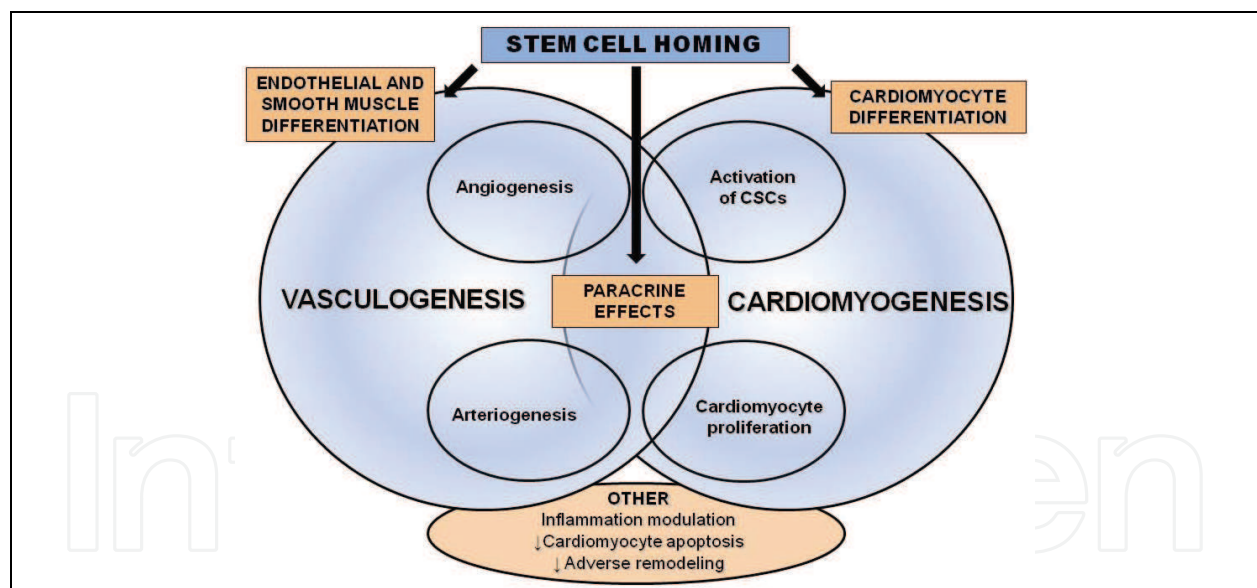 STEM CELL HOMING
ENDOTHELIAL AND
SMOOTH MUSCLE
DIFFERENTIATION
CARDIOMYOCYTE
DIFFERENTIATION
Angiogenesis
Activation
of CSCs
VASCULOGENESIS
PARACRINE
EFFECTS
CARDIOMYOGENESIS
Arteriogenesis
Cardiomyocyte
proliferation
OTHER
Inflammation modulation
↓Cardiomyocyte apoptosis
↓Adverse remodeling